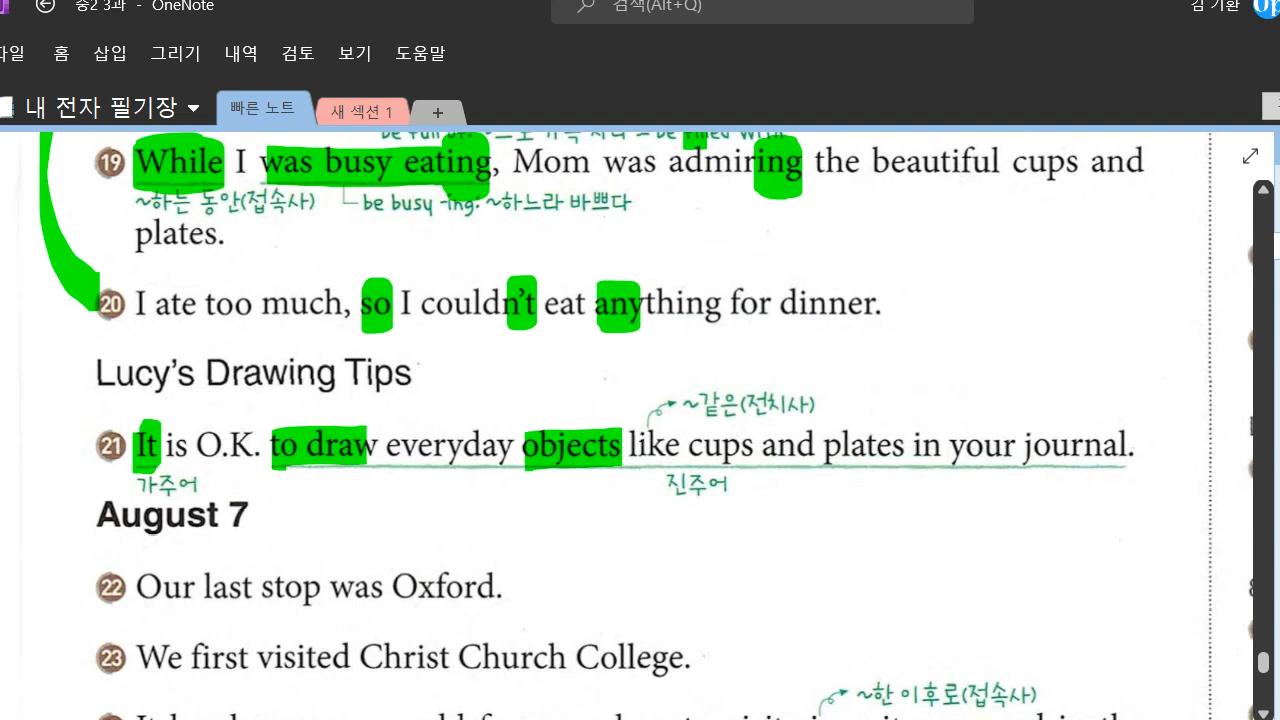 중2 3과 - OneNote
검색(Alt+Q)
김 기환
파일 홈 삽입 그리기 내역 검토 보기 도움말
내 전자 필기장 빠른 노트 새 섹션 1 +
19 While I was busy eating, Mom was admiring the beautiful cups and
~하는 동안(접속사) be busy -ing: ~하느라 바쁘다
plates.
20 I ate too much, so I couldn't eat anything for dinner.
Lucy's Drawing Tips
~같은(전치사)
21 It is O.K. to draw everyday objects like cups and plates in your journal.
가주어 진주어
August 7
22 Our last stop was Oxford.
23 We first visited Christ Church College.
~한 이후로(접속사)